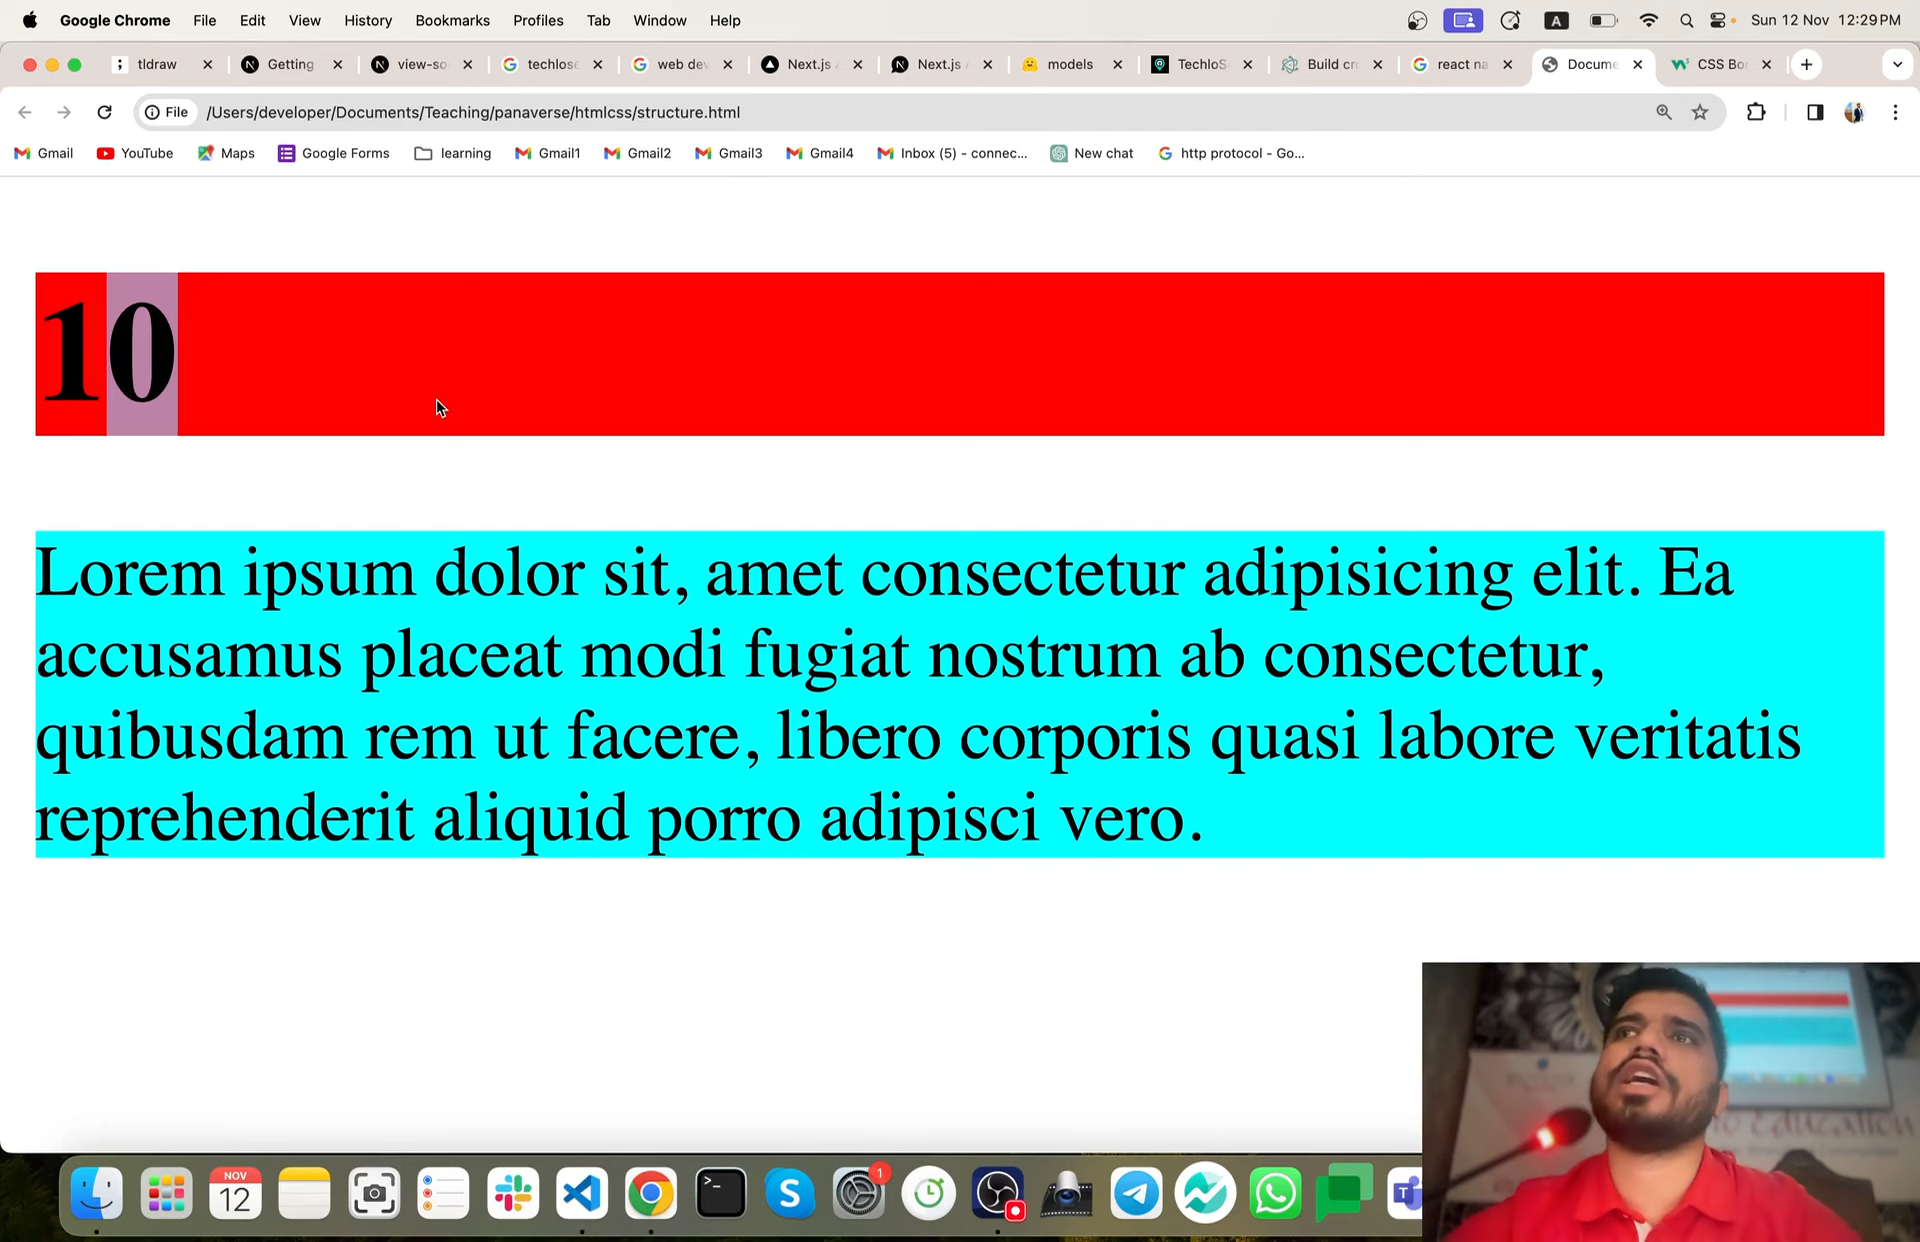 Google Chrome File Edit View History Bookmarks Profiles Tab Window Help A Sun 12 Nov 12:29 PM
tldraw Getting view-so techlose web dev Next.js Next.js models TechloS Build cr react na Docume CSS Bo
File /Users/developer/Documents/Teaching/panaverse/htmlcss/structure.html
Gmail YouTube Maps Google Forms learning Gmail1 Gmail2 Gmail3 Gmail4 Inbox (5) - connec... New chat http protocol - Go...
10
Lorem ipsum dolor sit, amet consectetur adipisicing elit. Ea
accusamus placeat modi fugiat nostrum ab consectetur,
quibusdam rem ut facere, libero corporis quasi labore veritatis
reprehenderit aliquid porro adipisci vero.
NOV
12
1